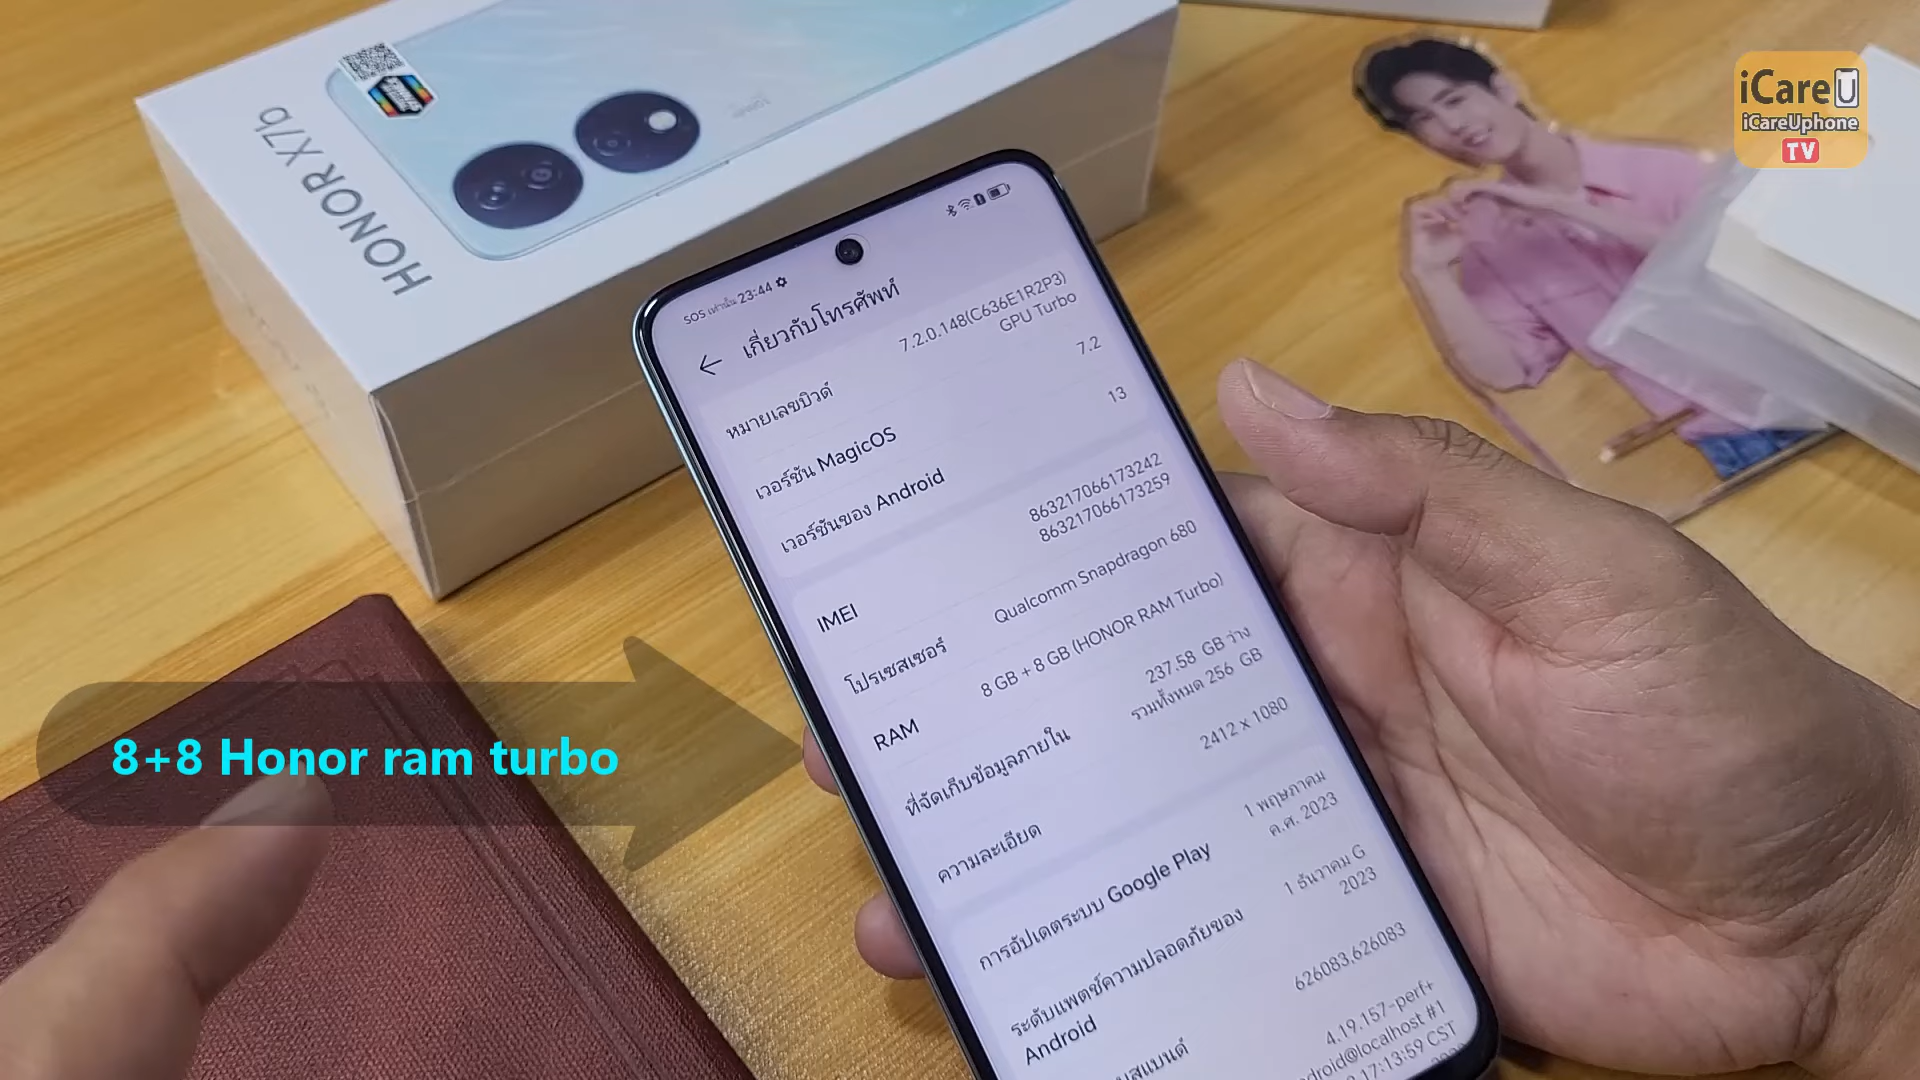 HONOR X7b
iCareU
iCareUphone
TV
SOS เท่านั้น 23:44
เกี่ยวกับโทรศัพท์
หมายเลขบิวด์
7.2.0.148(C636E1R2P3)
GPU Turbo
เวอร์ชัน MagicOS
7.2
เวอร์ชันของ Android
13
IMEI
863217066173242
863217066173259
โปรเซสเซอร์
Qualcomm Snapdragon 680
RAM
8 GB + 8 GB (HONOR RAM Turbo)
ที่จัดเก็บข้อมูลภายใน
237.58 GB ว่าง
รวมทั้งหมด 256 GB
ความละเอียด
2412 x 1080
การอัปเดตระบบ Google Play
1 พฤษภาคม
ค.ศ. 2023
ระดับแพตช์ความปลอดภัยของ
Android
1 ธันวาคม G
2023
626083,626083
4.19.157-perf+
android@localhost #1
17:13:59 CST
8+8 Honor ram turbo